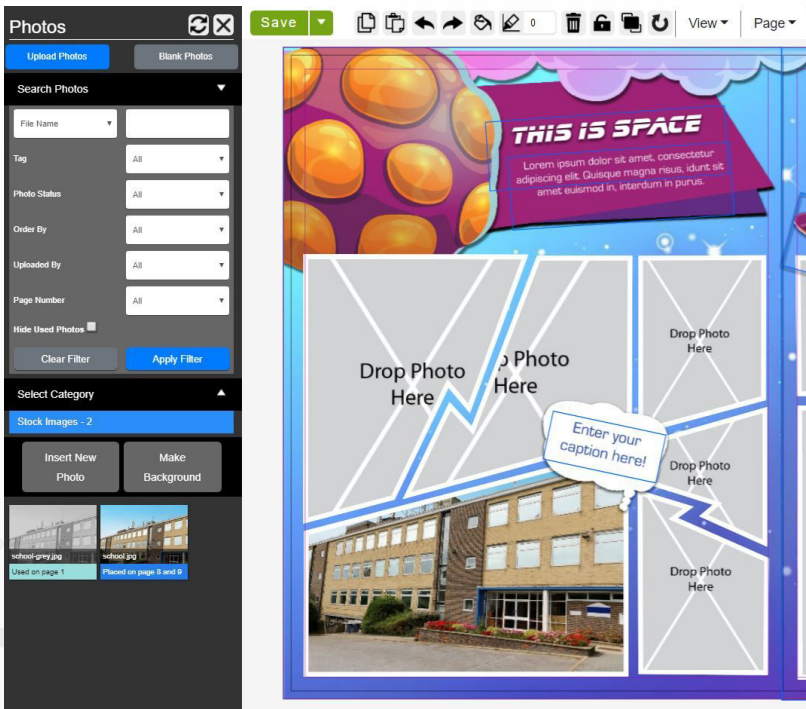 Photos
Save
0
View
Page
Upload Photos
Blank Photos
Search Photos
File Name
Tag
All
Photo Status
All
Order By
All
Uploaded By
All
Page Number
All
Hide Used Photos
Clear Filter
Apply Filter
Select Category
Stock Images - 2
Insert New
Photo
Make
Background
school-grey.jpg
Used on page 1
school.jpg
Placed on page 8 and 9
THIS IS SPACE
Lorem ipsum dolor sit amet, consectetur
adipiscing elit. Quisque magna risus, idunt sit
amet euismod in, interdum in purus.
Drop Photo
Here
p Photo
Here
Drop Photo
Here
Enter your
caption here!
Drop Photo
Here
Drop Photo
Here